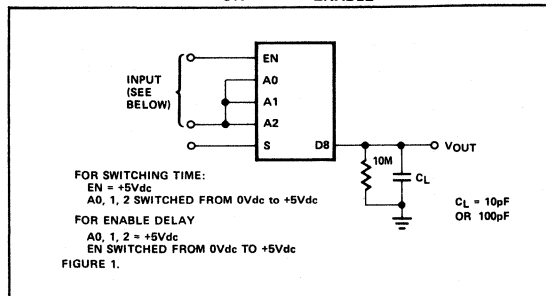 EN
INPUT
(SEE
BELOW)
A0
A1
A2
S
D8
VOUT
10M
CL
CL = 10pF
OR 100pF
FOR SWITCHING TIME:
EN = +5Vdc
A0, 1, 2 SWITCHED FROM 0Vdc to +5Vdc
FOR ENABLE DELAY
A0, 1, 2 = +5Vdc
EN SWITCHED FROM 0Vdc TO +5Vdc
FIGURE 1.